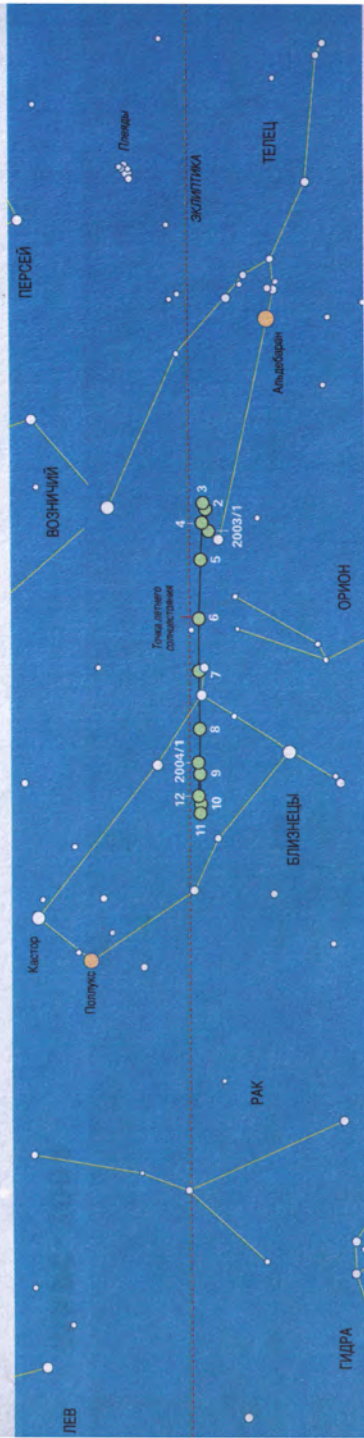 ЛЕВ
ГИДРА
РАК
Кастор
Поллукс
БЛИЗНЕЦЫ
11
12
10
9
2004/1
8
7
6
Точка летнего
солнцестояния
5
4
3
2
2003/1
ОРИОН
ВОЗНИЧИЙ
ПЕРСЕЙ
Плеяды
ЭКЛИПТИКА
ТЕЛЕЦ
Альдебаран